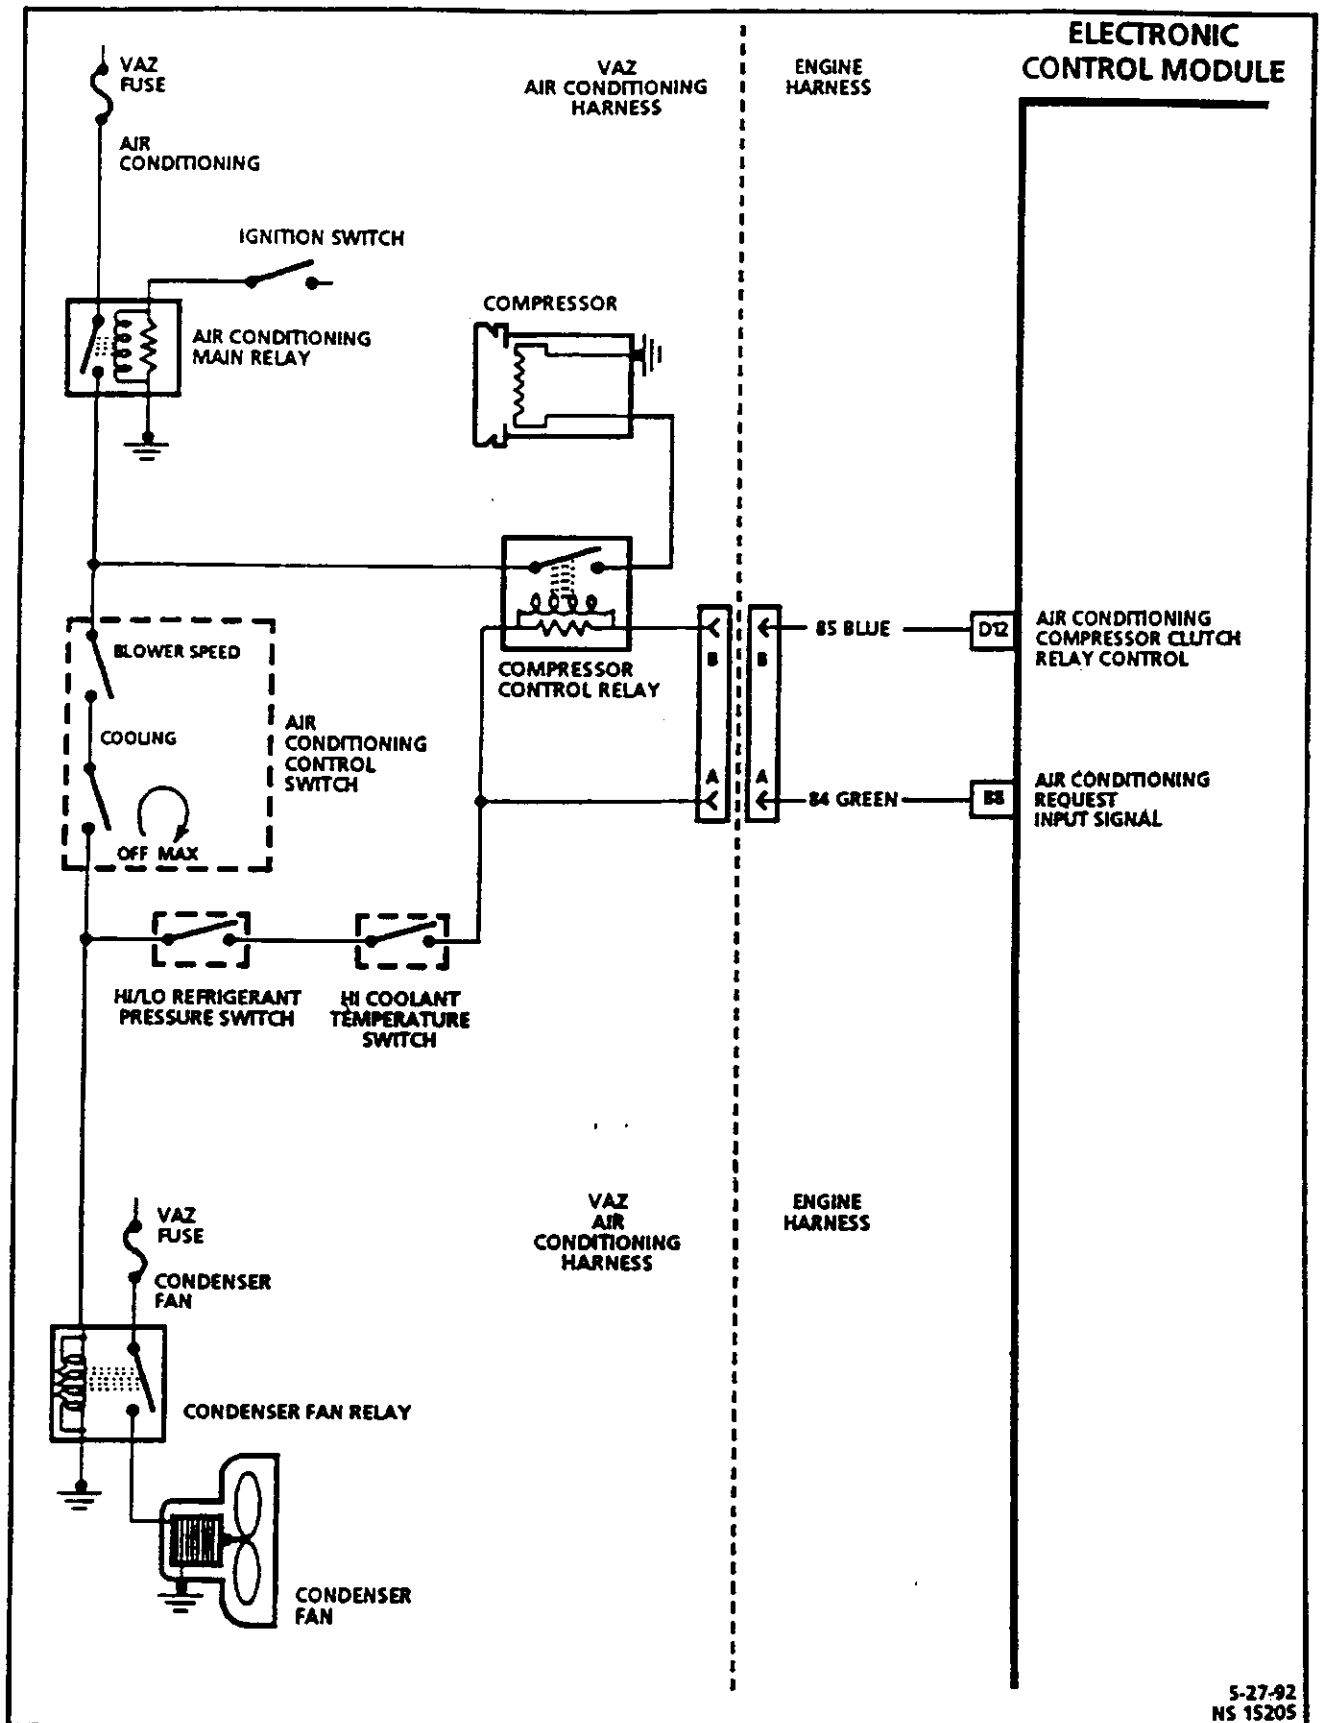 ELECTRONIC
CONTROL MODULE
VAZ
FUSE
VAZ
AIR CONDITIONING
HARNESS
ENGINE
HARNESS
AIR
CONDITIONING
IGNITION SWITCH
AIR CONDITIONING
MAIN RELAY
COMPRESSOR
COMPRESSOR
CONTROL RELAY
B
B
85 BLUE
D12
AIR CONDITIONING
COMPRESSOR CLUTCH
RELAY CONTROL
BLOWER SPEED
COOLING
OFF MAX
AIR
CONDITIONING
CONTROL
SWITCH
A
A
84 GREEN
B8
AIR CONDITIONING
REQUEST
INPUT SIGNAL
HI/LO REFRIGERANT
PRESSURE SWITCH
HI COOLANT
TEMPERATURE
SWITCH
VAZ
FUSE
CONDENSER
FAN
VAZ
AIR
CONDITIONING
HARNESS
ENGINE
HARNESS
CONDENSER FAN RELAY
CONDENSER
FAN
5-27-92
NS 15205